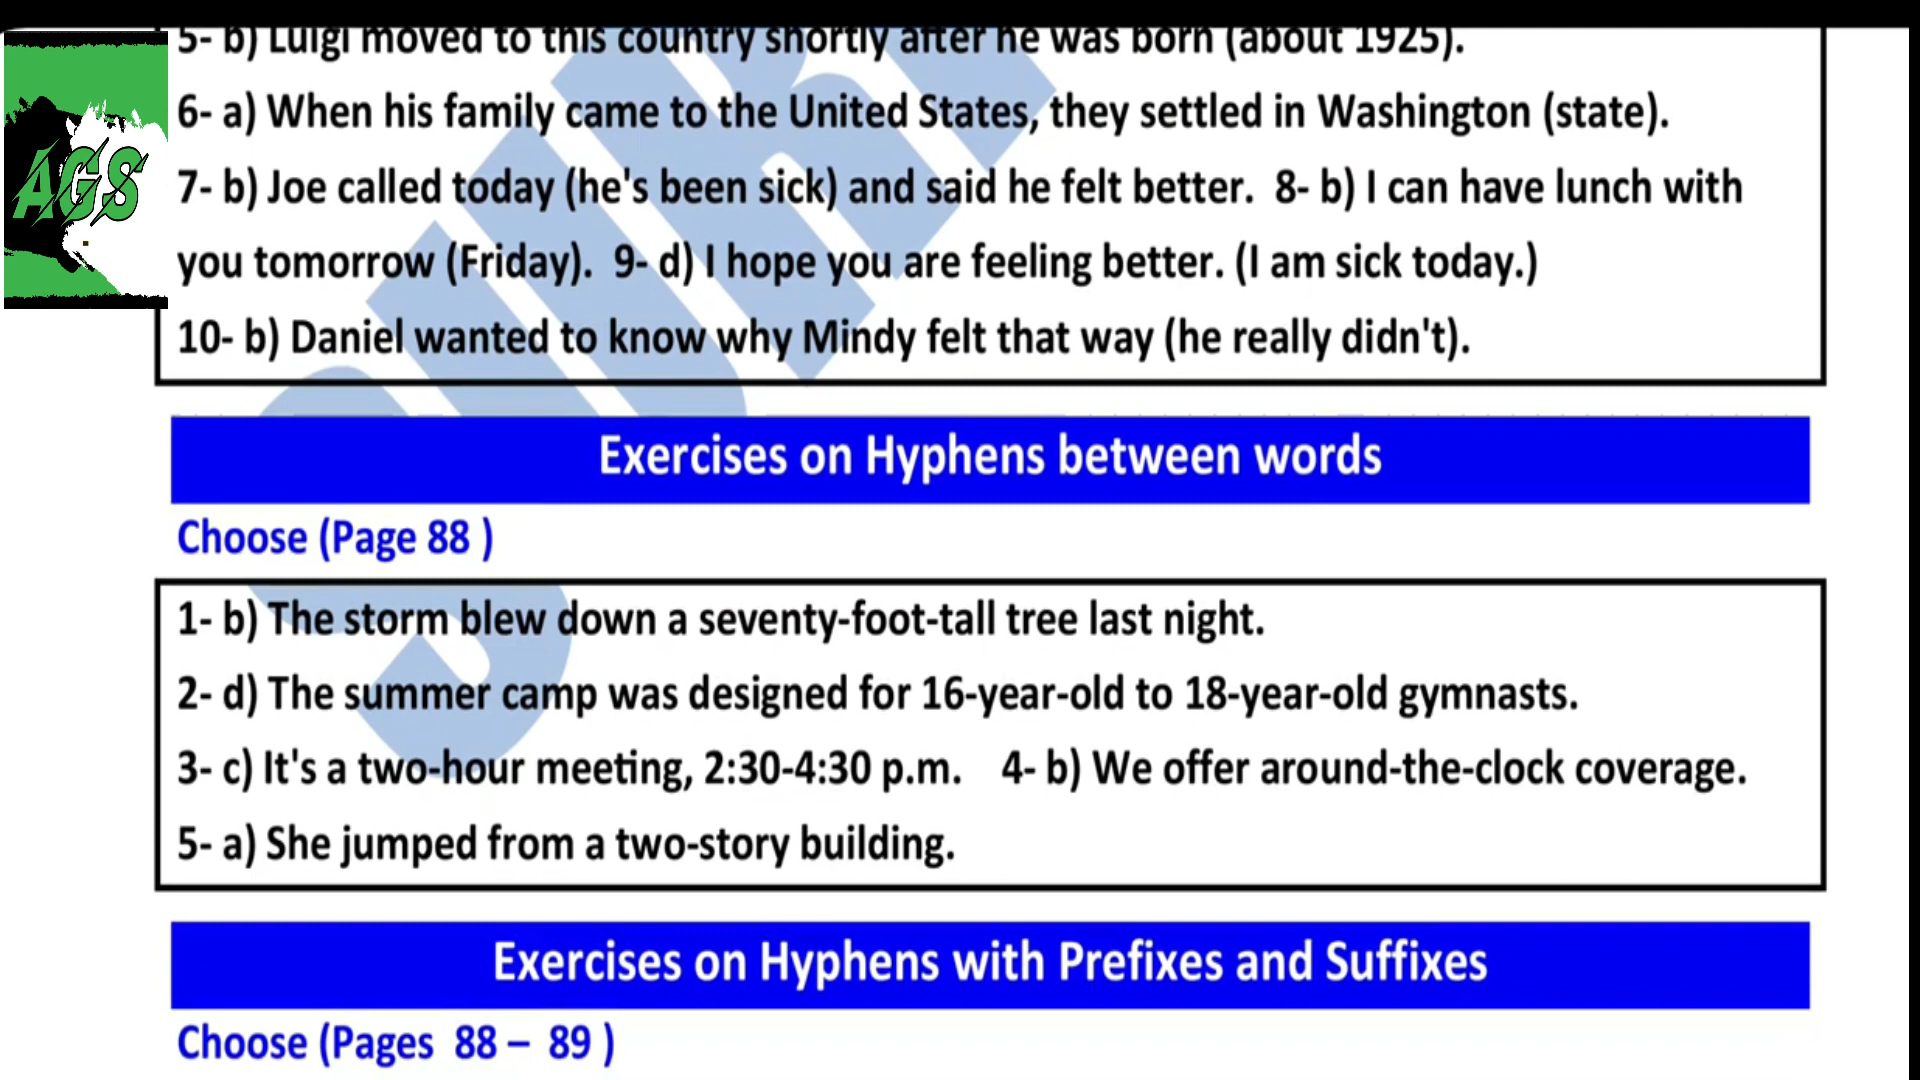 5- b) Luigi moved to this country shortly after he was born (about 1925).
6- a) When his family came to the United States, they settled in Washington (state).
7- b) Joe called today (he's been sick) and said he felt better. 8- b) I can have lunch with
you tomorrow (Friday). 9- d) I hope you are feeling better. (I am sick today.)
10- b) Daniel wanted to know why Mindy felt that way (he really didn't).
AGS
Exercises on Hyphens between words
Choose (Page 88 )
1- b) The storm blew down a seventy-foot-tall tree last night.
2- d) The summer camp was designed for 16-year-old to 18-year-old gymnasts.
3- c) It's a two-hour meeting, 2:30-4:30 p.m. 4- b) We offer around-the-clock coverage.
5- a) She jumped from a two-story building.
Exercises on Hyphens with Prefixes and Suffixes
Choose (Pages 88 – 89 )